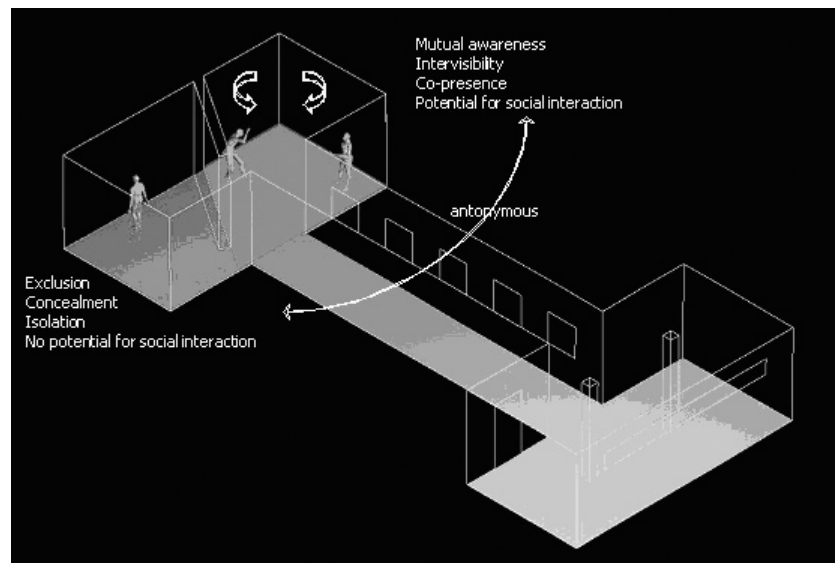 Mutual awareness
Intervisibility
Co-presence
Potential for social interaction
antonymous
Exclusion
Concealment
Isolation
No potential for social interaction